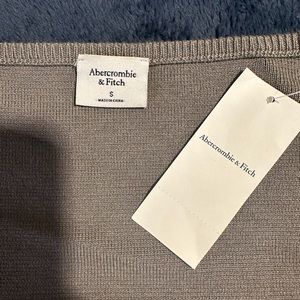 Abercrombie
& Fitch
S
MADE IN CHINA
Abercrombie & Fitch